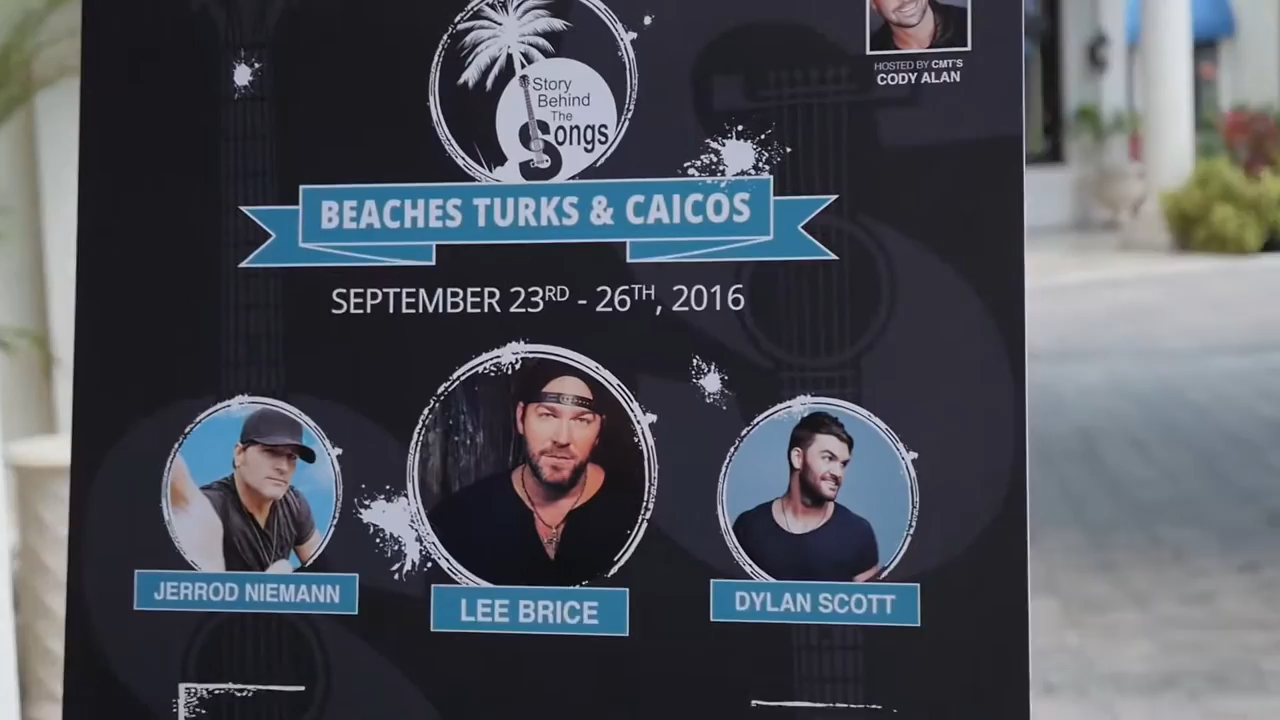 HOSTED BY CMT'S
CODY ALAN
Story
Behind
The
Songs
BEACHES TURKS & CAICOS
SEPTEMBER 23RD - 26TH, 2016
JERROD NIEMANN
LEE BRICE
DYLAN SCOTT